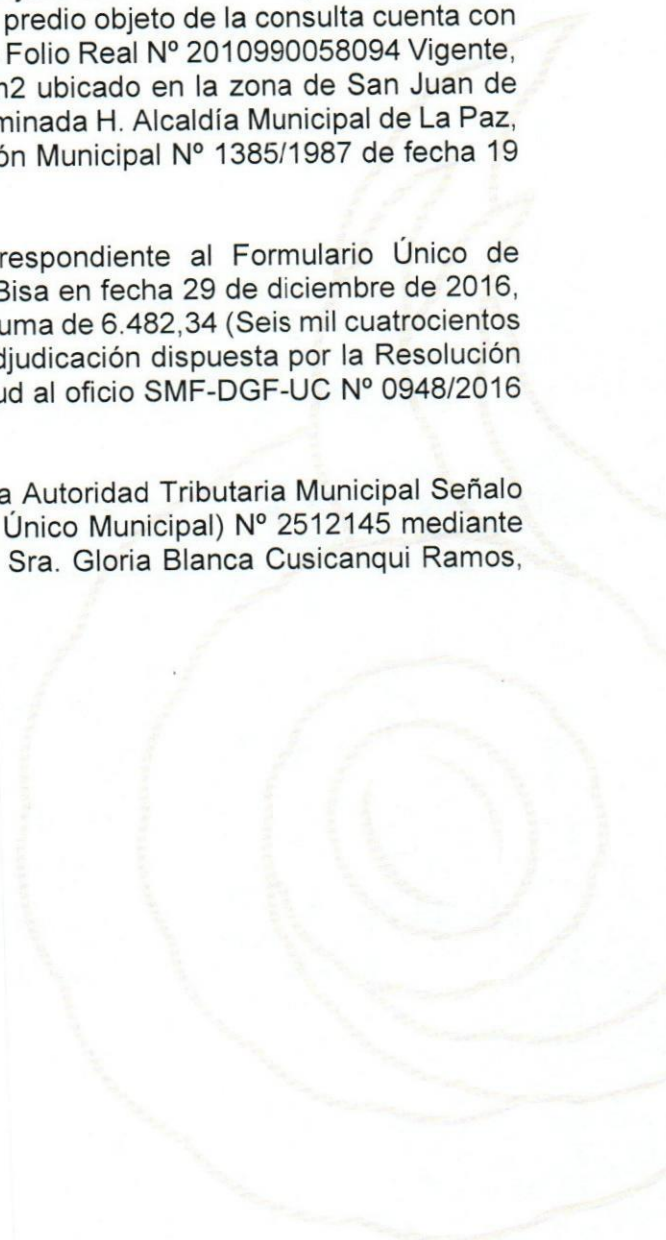 predio objeto de la consulta cuenta con
Folio Real Nº 2010990058094 Vigente,
ubicado en la zona de San Juan de
minada H. Alcaldía Municipal de La Paz,
ón Municipal Nº 1385/1987 de fecha 19
respondiente al Formulario Único de
Bisa en fecha 29 de diciembre de 2016,
uma de 6.482,34 (Seis mil cuatrocientos
djudicación dispuesta por la Resolución
ud al oficio SMF-DGF-UC Nº 0948/2016
a Autoridad Tributaria Municipal Señalo
Único Municipal) Nº 2512145 mediante
Sra. Gloria Blanca Cusicanqui Ramos,